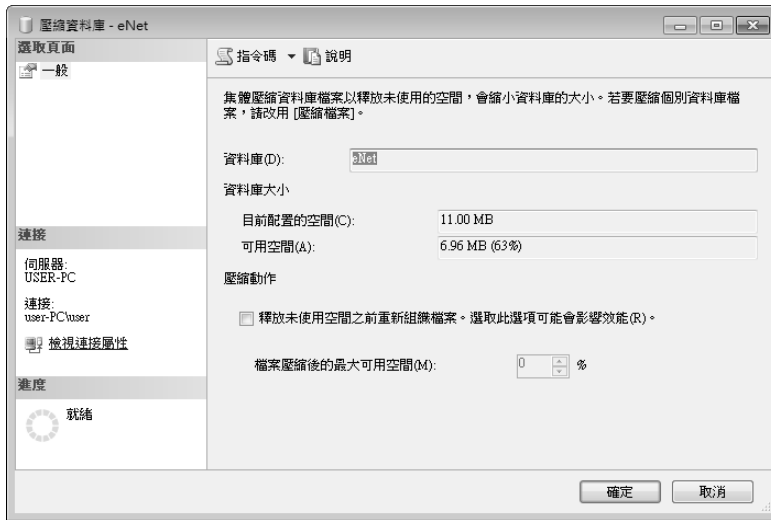 壓縮資料庫 - eNet
選取頁面
一般
連接
伺服器:
USER-PC
連接:
user-PC\user
檢視連接屬性
進度
就緒
指令碼
說明
集體壓縮資料庫檔案以釋放未使用的空間，會縮小資料庫的大小。若要壓縮個別資料庫檔
案，請改用 [壓縮檔案]。
資料庫(D):
eNet
資料庫大小
目前配置的空間(C):
11.00 MB
可用空間(A):
6.96 MB (63%)
壓縮動作
釋放未使用空間之前重新組織檔案。選取此選項可能會影響效能(R)。
檔案壓縮後的最大可用空間(M):
0
%
確定
取消